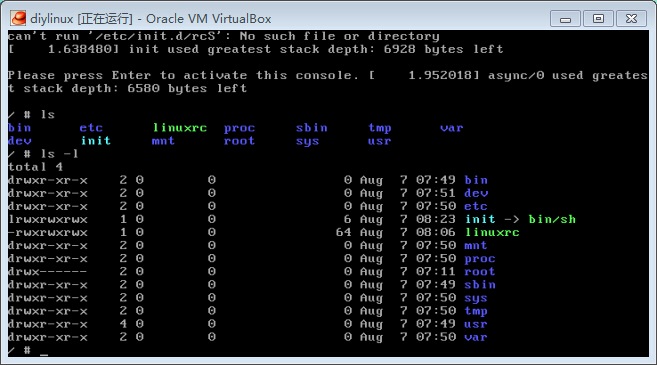 diylinux [正在运行] - Oracle VM VirtualBox
can't run '/etc/init.d/rcS': No such file or directory
[    1.638480] init used greatest stack depth: 6928 bytes left
Please press Enter to activate this console. [    1.952018] async/0 used greates
t stack depth: 6580 bytes left
/ # ls
bin      etc      linuxrc  proc     sbin     tmp      var
dev      init     mnt      root     sys      usr
/ # ls -l
total 4
drwxr-xr-x    2 0        0               0 Aug  7 07:49 bin
drwxr-xr-x    2 0        0               0 Aug  7 07:51 dev
drwxr-xr-x    2 0        0               0 Aug  7 07:50 etc
lrwxrwxrwx    1 0        0               6 Aug  7 08:23 init -> bin/sh
-rwxrwxrwx    1 0        0              64 Aug  7 08:06 linuxrc
drwxr-xr-x    2 0        0               0 Aug  7 07:50 mnt
drwxr-xr-x    2 0        0               0 Aug  7 07:50 proc
drwx------    2 0        0               0 Aug  7 07:11 root
drwxr-xr-x    2 0        0               0 Aug  7 07:49 sbin
drwxr-xr-x    2 0        0               0 Aug  7 07:50 sys
drwxr-xr-x    2 0        0               0 Aug  7 07:50 tmp
drwxr-xr-x    4 0        0               0 Aug  7 07:49 usr
drwxr-xr-x    2 0        0               0 Aug  7 07:50 var
/ # _